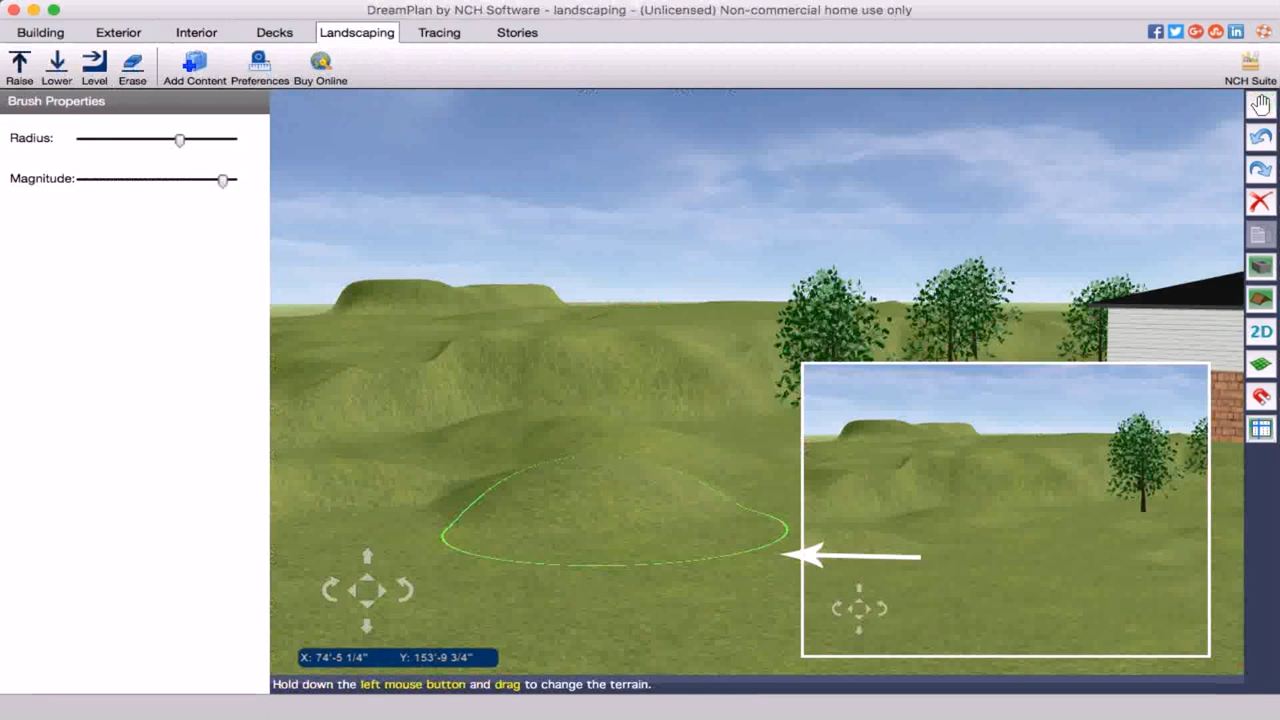 DreamPlan by NCH Software - landscaping - (Unlicensed) Non-commercial home use only
Building Exterior Interior Decks Landscaping Tracing Stories
Raise Lower Level Erase Add Content Preferences Buy Online NCH Suite
Brush Properties
Radius:
Magnitude:
2D
X: 74'-5 1/4" Y: 153'-9 3/4"
Hold down the left mouse button and drag to change the terrain.